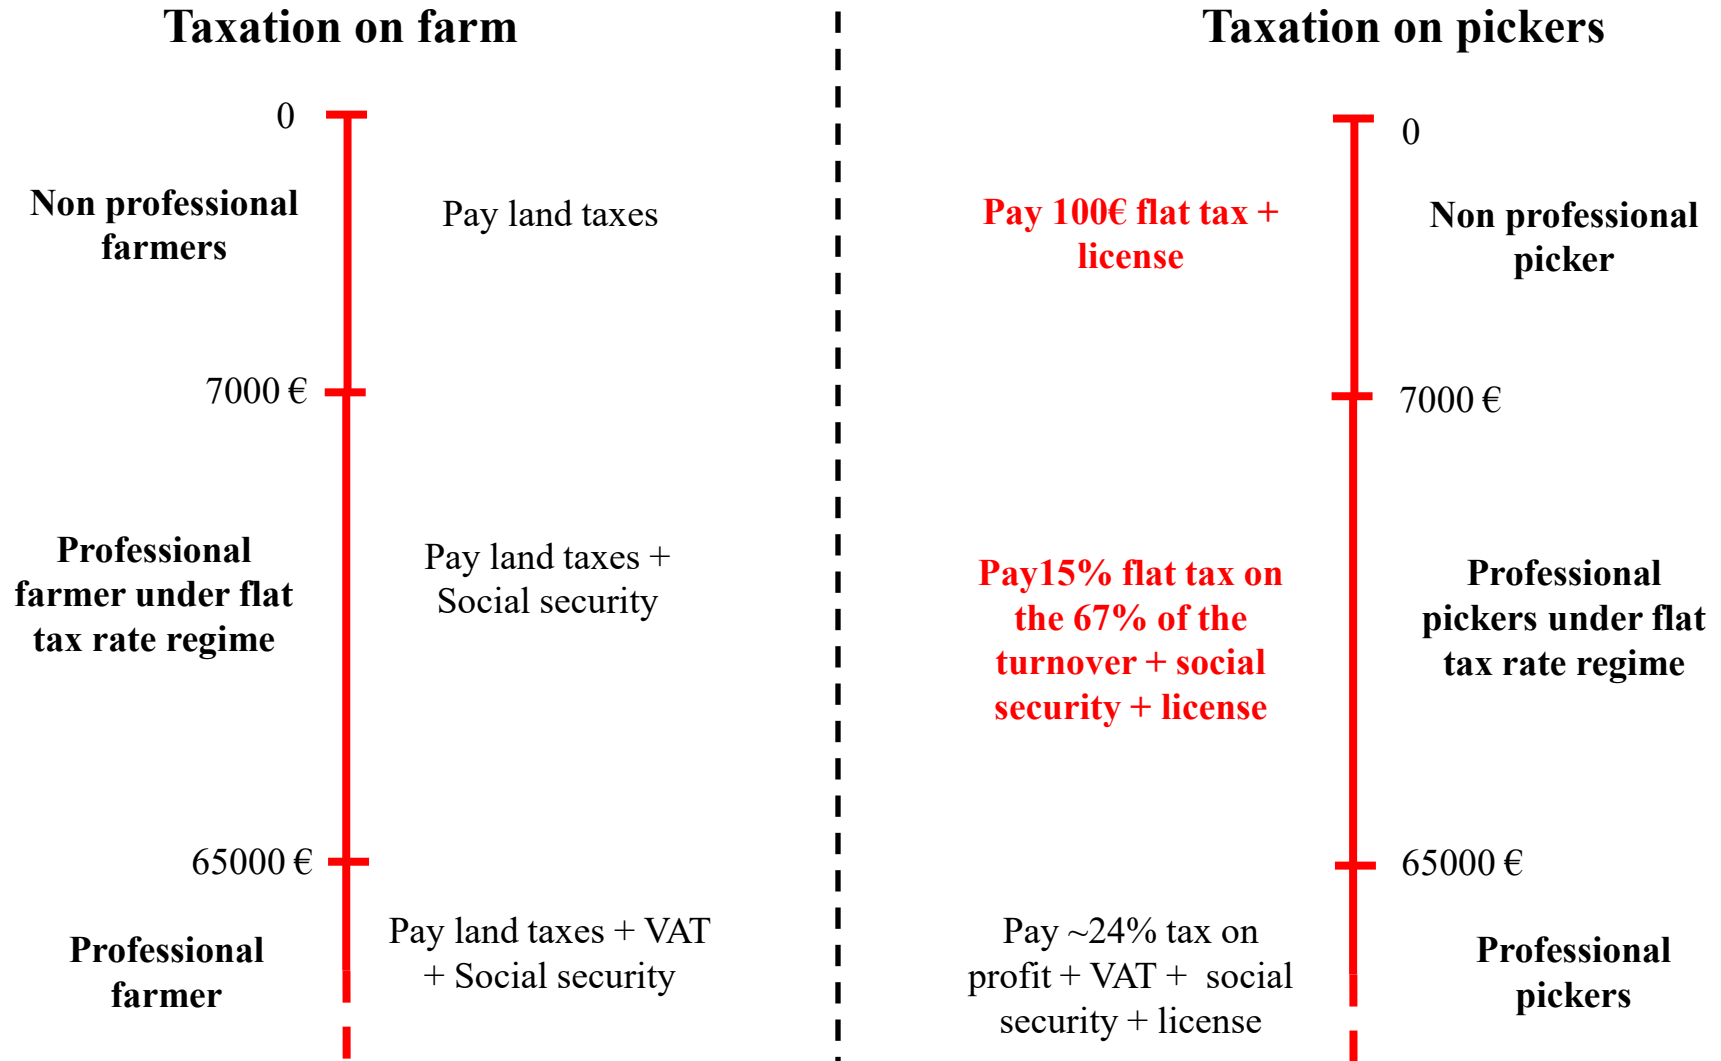 Taxation on farm
0
Non professional
farmers
Pay land taxes
7000 €
Professional
farmer under flat
tax rate regime
Pay land taxes +
Social security
65000 €
Professional
farmer
Pay land taxes + VAT
+ Social security
Taxation on pickers
0
Pay 100€ flat tax +
license
Non professional
picker
7000 €
Pay15% flat tax on
the 67% of the
turnover + social
security + license
Professional
pickers under flat
tax rate regime
65000 €
Pay ~24% tax on
profit + VAT + social
security + license
Professional
pickers